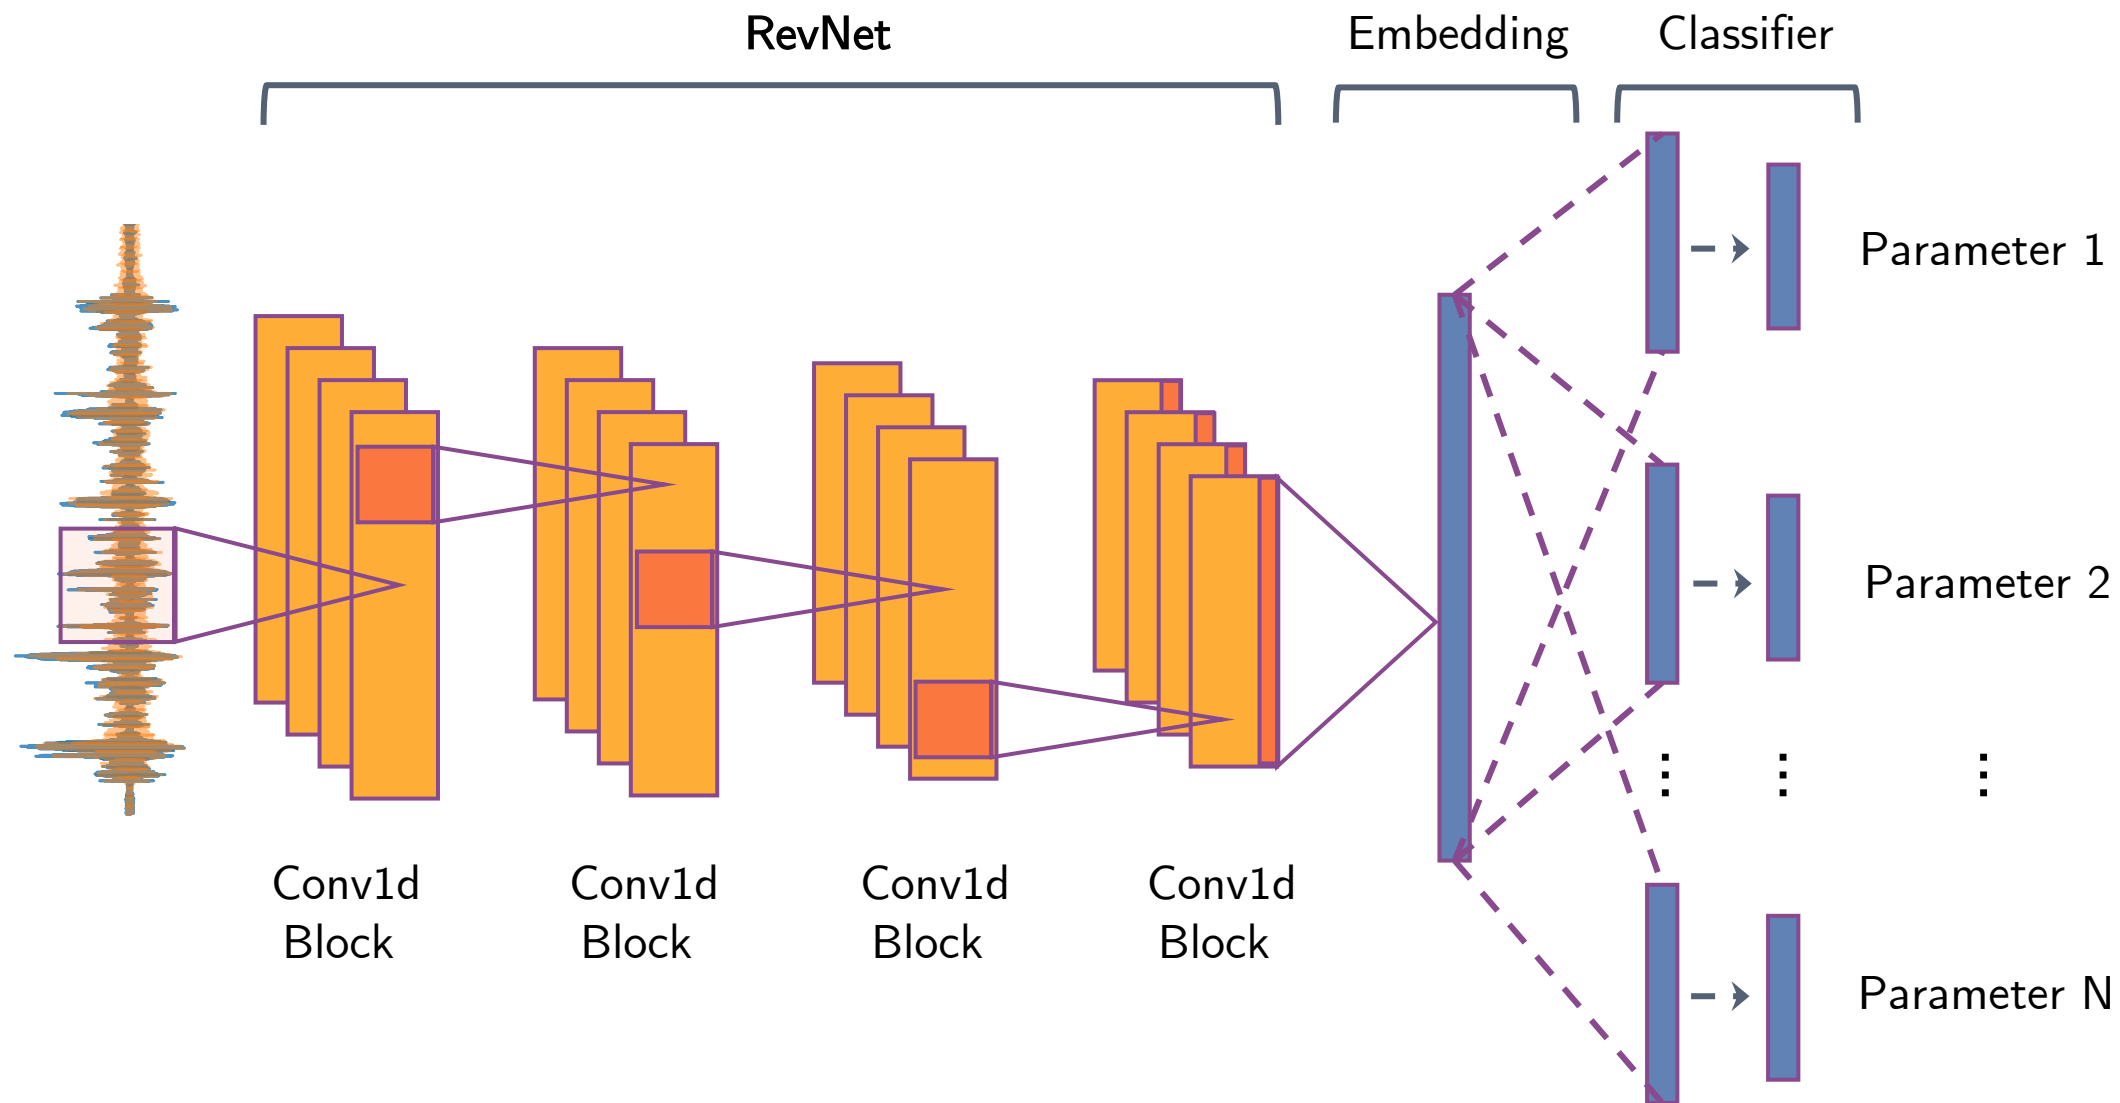 RevNet
Embedding
Classifier
Parameter 1
Parameter 2
Parameter N
Conv1d
Block
Conv1d
Block
Conv1d
Block
Conv1d
Block